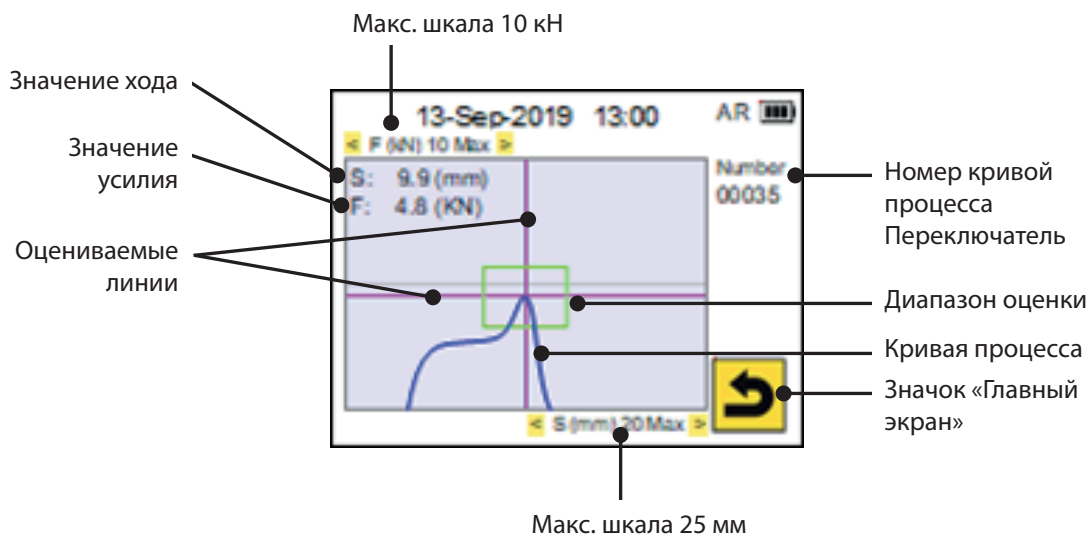 Макс. шкала 10 кН
Значение хода
Значение
усилия
Оцениваемые
линии
13-Sep-2019 13:00
AR
< F (kN) 10 Max >
S: 9.9 (mm)
F: 4.8 (KN)
Number
00035
< S (mm) 20 Max >
Номер кривой
процесса
Переключатель
Диапазон оценки
Кривая процесса
Значок «Главный
экран»
Макс. шкала 25 мм